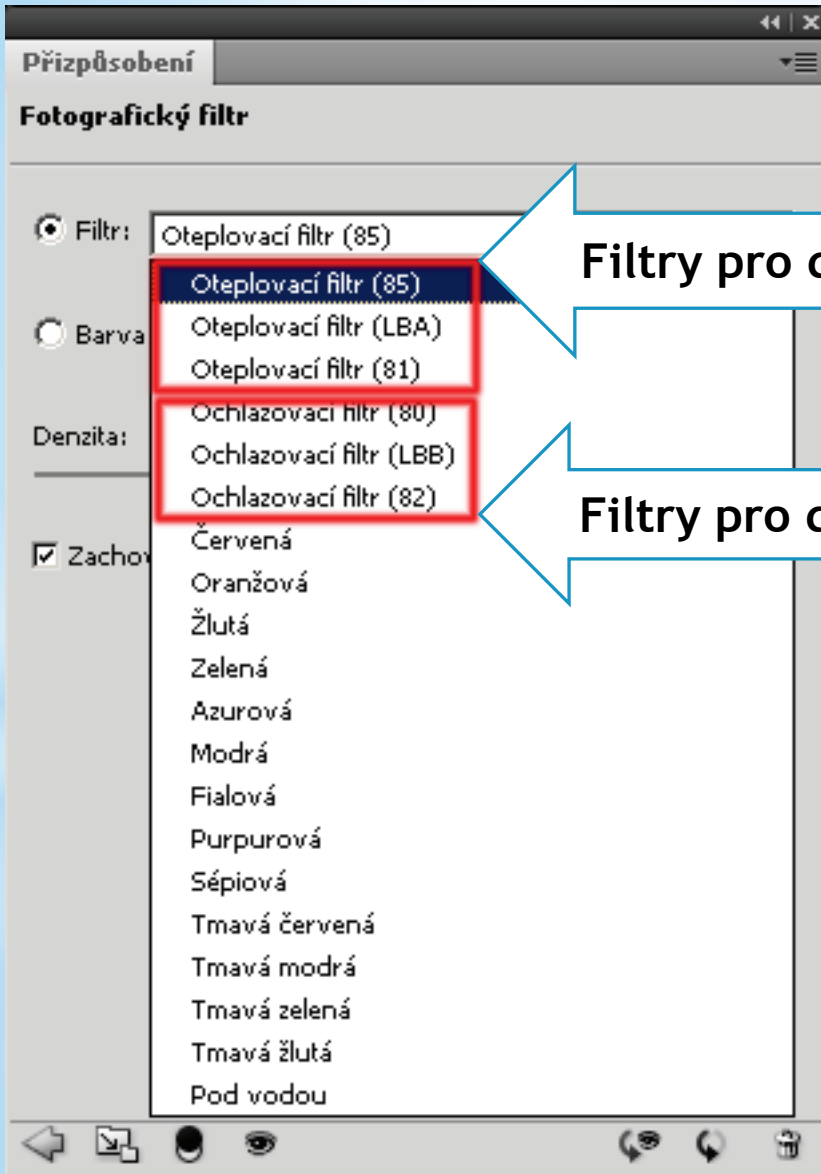 Přizpůsobení
Fotografický filtr
Filtr: Oteplovací filtr (85)
Filtry pro
Oteplovací filtr (85)
Oteplovací filtr (LBA)
Oteplovací filtr (81)
Barva
Ochlazovací filtr (80)
Denzita:
Ochlazovací filtr (LBB)
Ochlazovací filtr (82)
Filtry pro
Červená
Zachov
Oranžová
Žlutá
Zelená
Azurová
Modrá
Fialová
Purpurová
Sépiová
Tmavá červená
Tmavá modrá
Tmavá zelená
Tmavá žlutá
Pod vodou